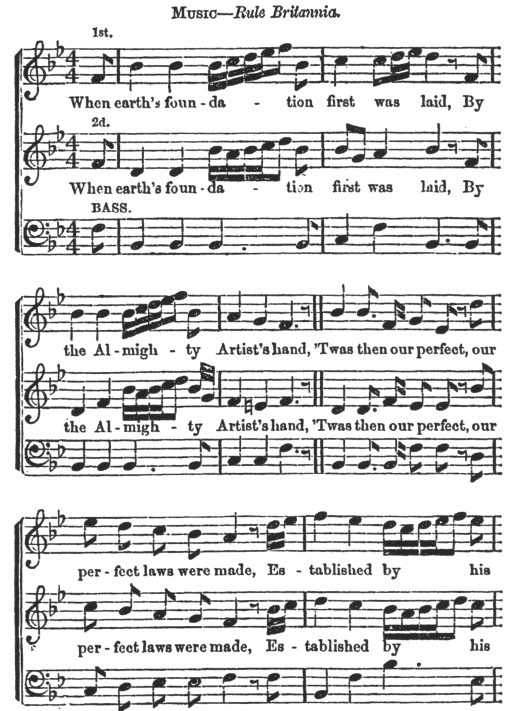 Music—Rule Britannia.
1st.
When earth's foun - da - tion first was laid, By
2d.
When earth's foun - da - tion first was laid, By
BASS.
the Al - migh - ty Artist's hand, 'Twas then our perfect, our
the Al - migh - ty Artist's hand, 'Twas then our perfect, our
per - fect laws were made, Es - tablished by his
per - fect laws were made, Es - tablished by his